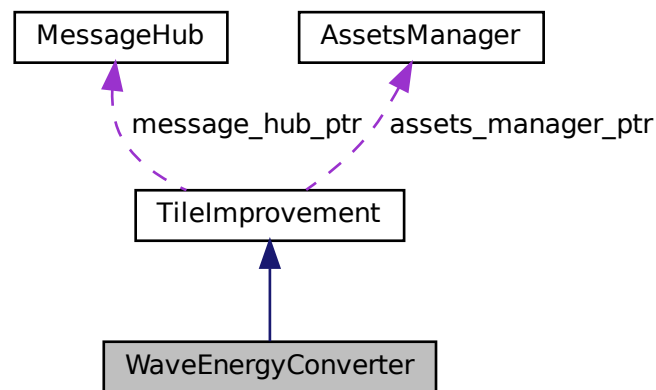 MessageHub
AssetsManager
message_hub_ptr
assets_manager_ptr
TileImprovement
WaveEnergyConverter